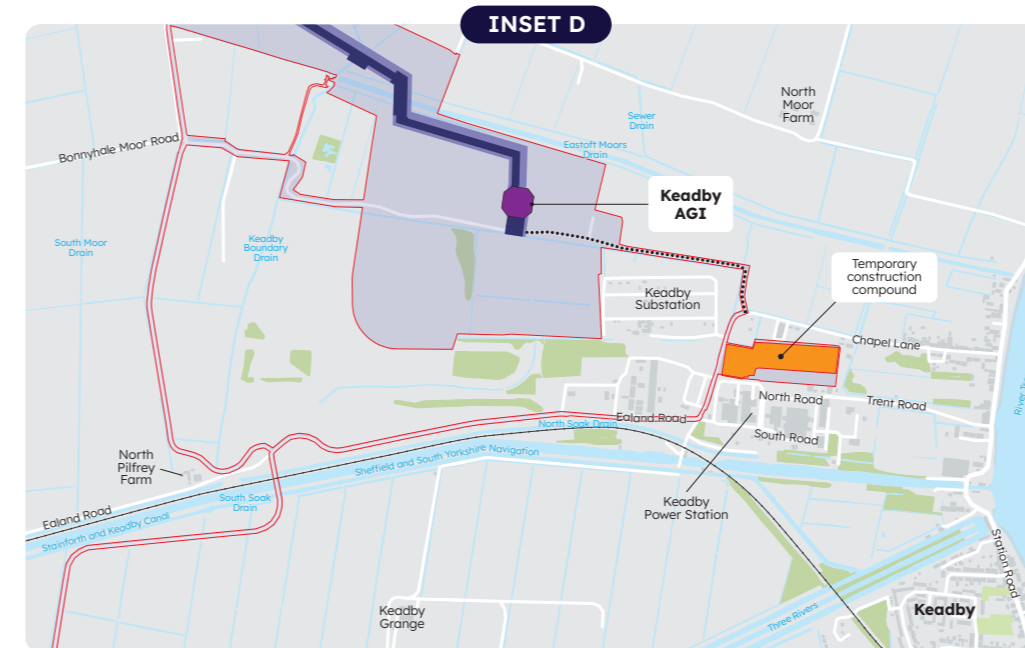 INSET D
North
Moor
Farm
Sewer
Drain
Bonnyhale Moor Road
Eastoft Moors
Drain
Keadby
AGI
South Moor
Drain
Keadby
Boundary
Drain
Temporary
construction
compound
Keadby
Substation
Chapel Lane
North Road
Trent Road
Ealand Road
North Soak Drain
South Road
North
Pilfrey
Farm
Sheffield and South Yorkshire Navigation
South Soak
Drain
Ealand Road
Stainforth and Keadby Canal
Keadby
Power Station
Station Road
Keadby
Grange
Three Rivers
Keadby